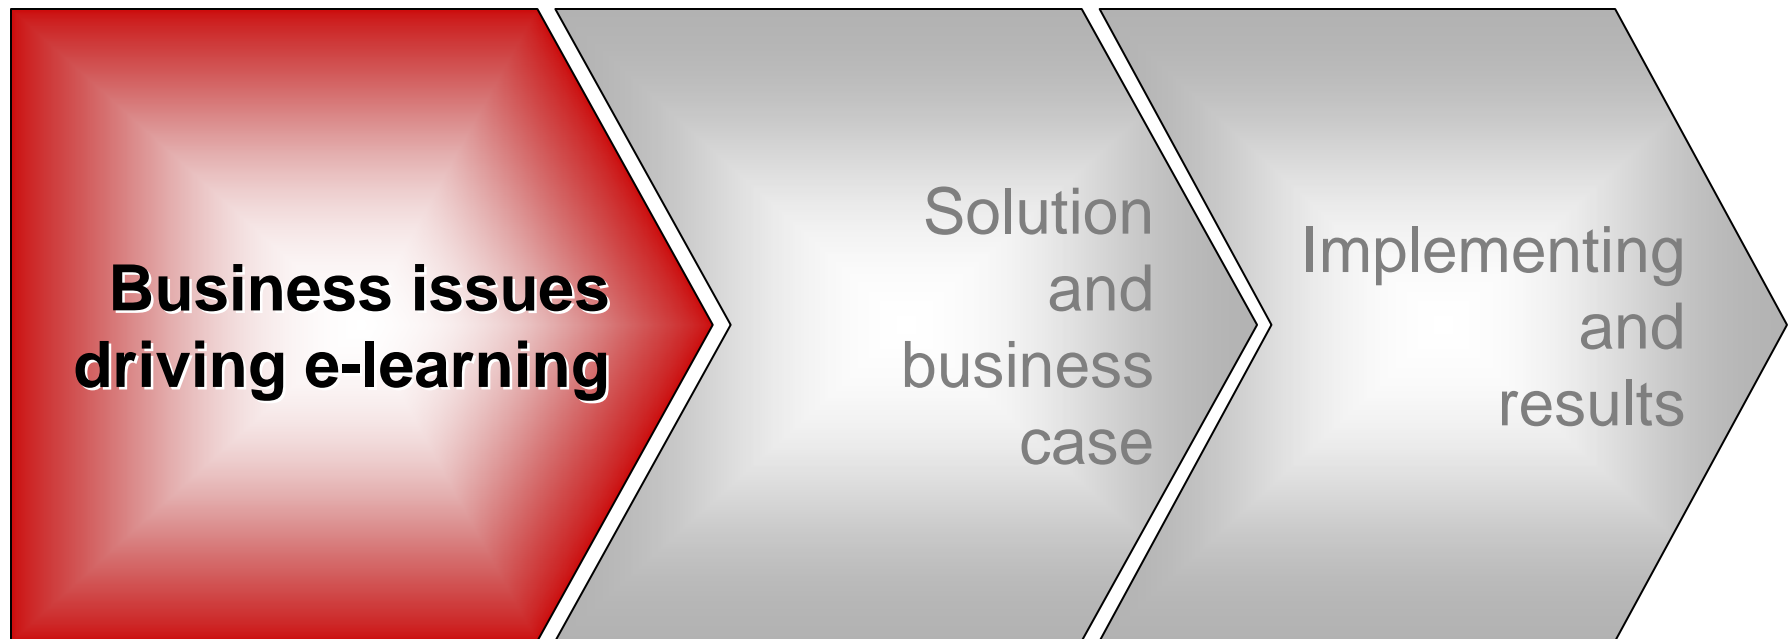 Business issues
driving e-learning
Solution
and
business
case
Implementing
and
results